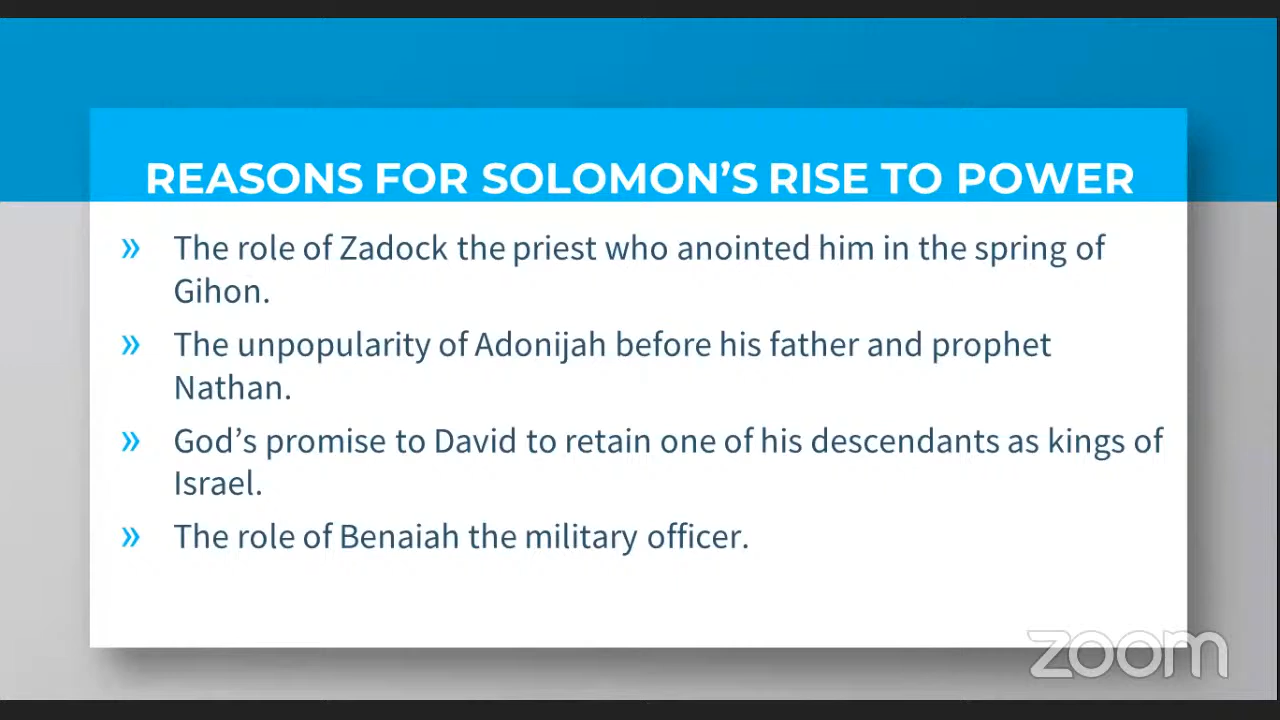 REASONS FOR SOLOMON’S RISE TO POWER
» The role of Zadock the priest who anointed him in the spring of
Gihon.
» The unpopularity of Adonijah before his father and prophet
Nathan.
» God’s promise to David to retain one of his descendants as kings of
Israel.
» The role of Benaiah the military officer.
zoom